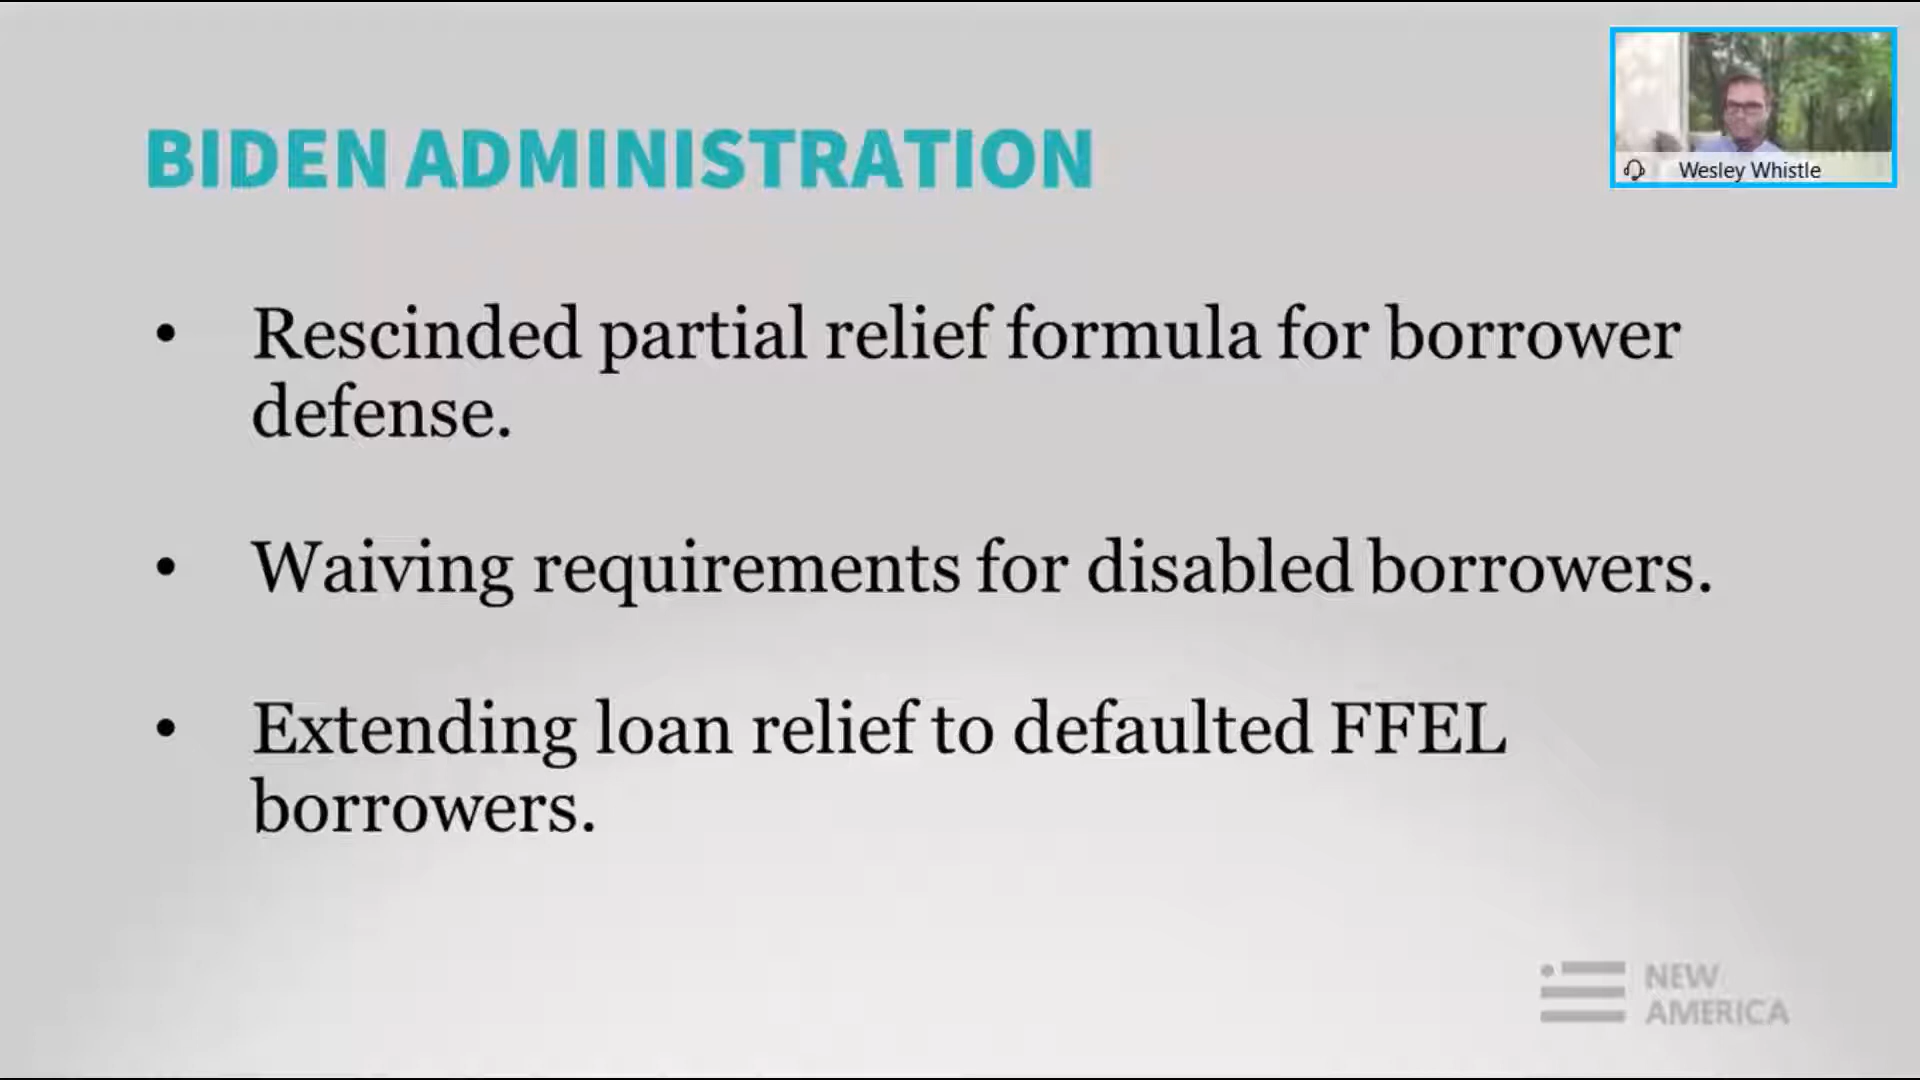 BIDEN ADMINISTRATION
Wesley Whistle
• Rescinded partial relief formula for borrower
defense.
• Waiving requirements for disabled borrowers.
• Extending loan relief to defaulted FFEL
borrowers.
NEW
AMERICA